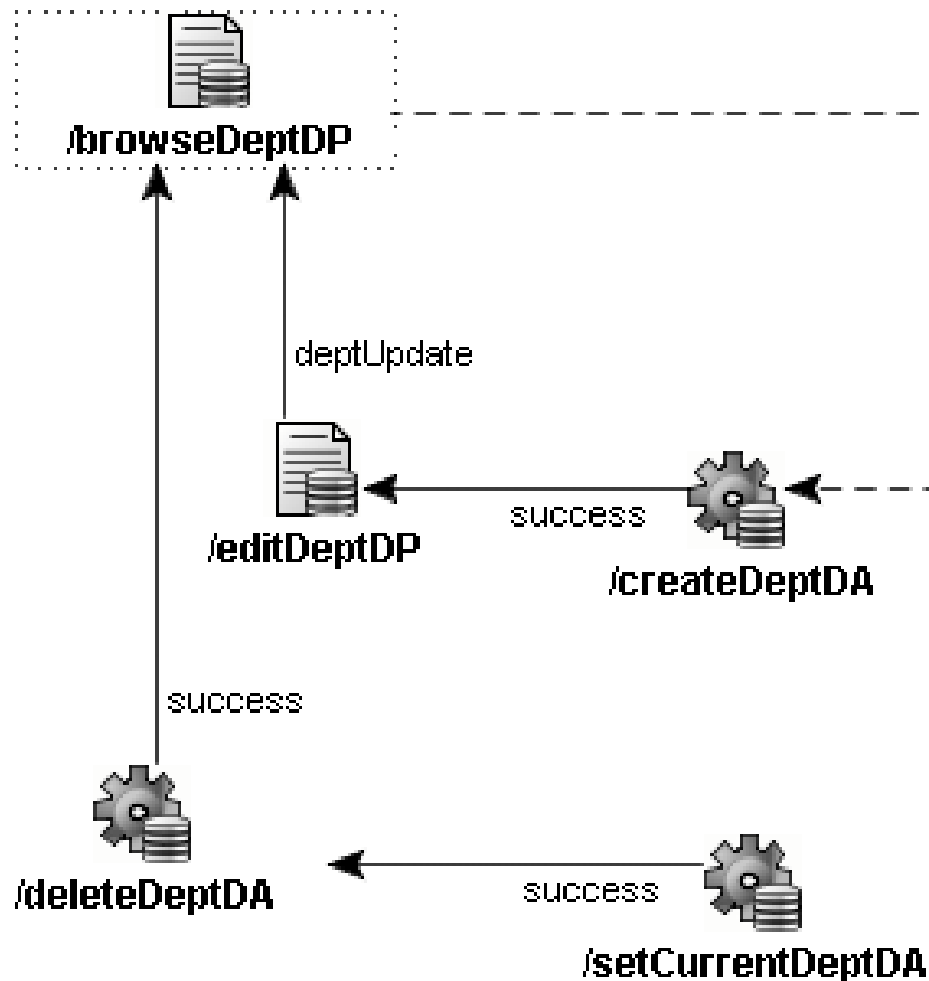 /browseDeptDP
deptUpdate
success
/editDeptDP
/createDeptDA
success
/deleteDeptDA
success
/setCurrentDeptDA